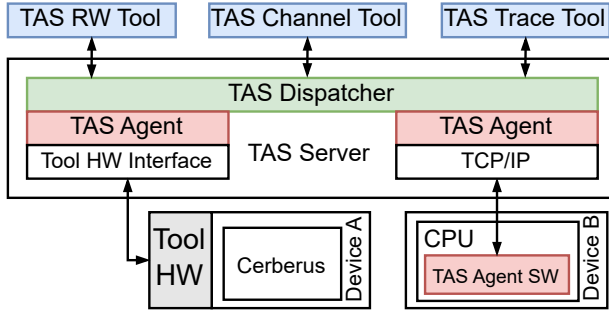 TAS RW Tool
TAS Channel Tool
TAS Trace Tool
TAS Dispatcher
TAS Agent
TAS Agent
Tool HW Interface
TAS Server
TCP/IP
Tool
HW
Cerberus
Device A
CPU
TAS Agent SW
Device B